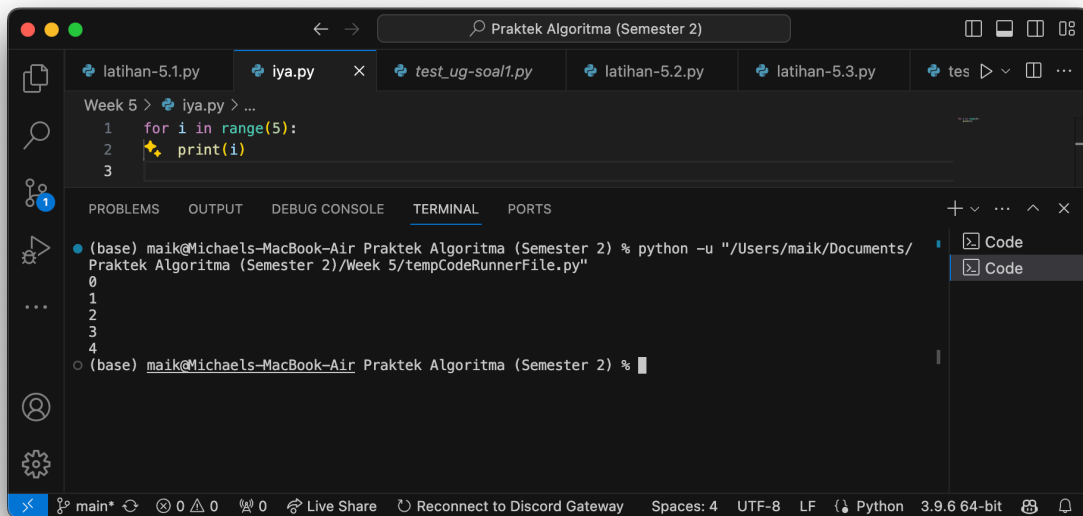 Praktek Algoritma (Semester 2)
latihan-5.1.py
iya.py
test_ug-soal1.py
latihan-5.2.py
latihan-5.3.py
tes
Week 5 > iya.py > ...
1 for i in range(5):
2 print(i)
3
1
PROBLEMS OUTPUT DEBUG CONSOLE TERMINAL PORTS
(base) maik@Michaels-MacBook-Air Praktek Algoritma (Semester 2) % python -u "/Users/maik/Documents/
Praktek Algoritma (Semester 2)/Week 5/tempCodeRunnerFile.py"
0
1
2
3
4
(base) maik@Michaels-MacBook-Air Praktek Algoritma (Semester 2) %
Code
Code
main* 0 0 0 Live Share Reconnect to Discord Gateway Spaces: 4 UTF-8 LF Python 3.9.6 64-bit